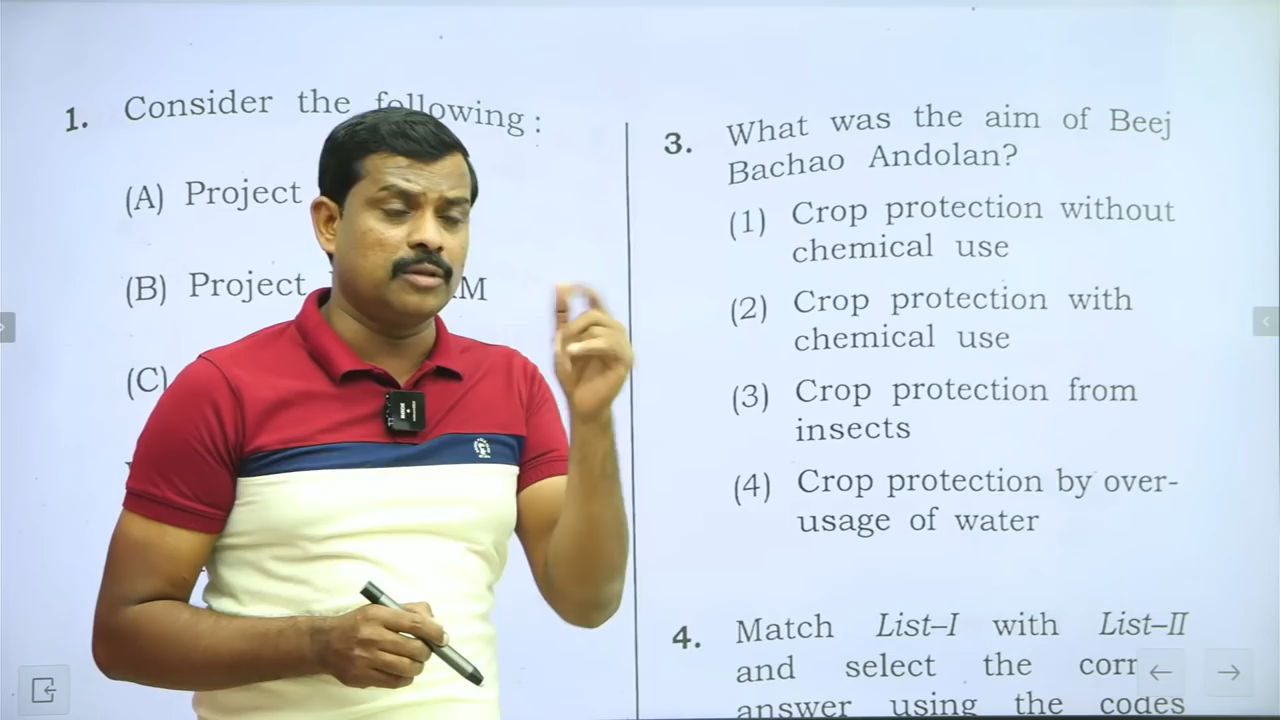 1. Consider the following :
(A) Project
(B) Project
(C)
3. What was the aim of Beej
Bachao Andolan?
(1) Crop protection without
chemical use
(2) Crop protection with
chemical use
(3) Crop protection from
insects
(4) Crop protection by over-
usage of water
4. Match List–I with List–II
and select the
answer using the codes